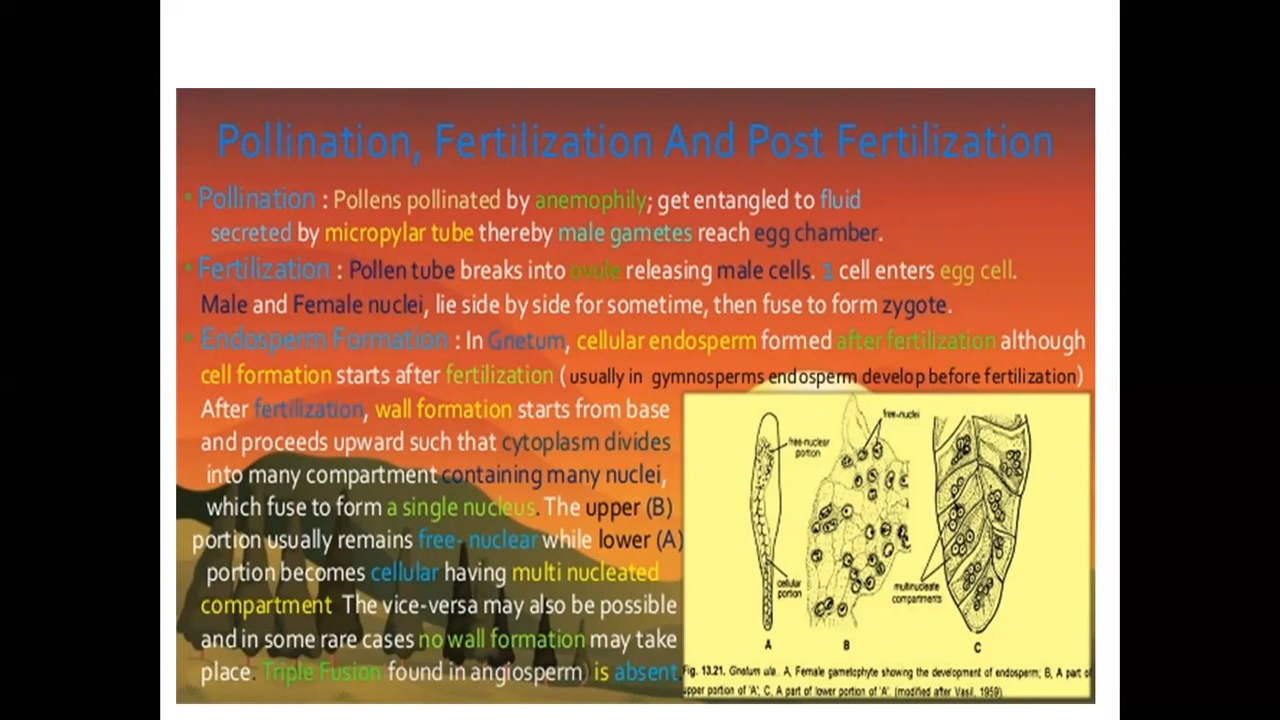 Pollination, Fertilization And Post Fertilization
Pollination : Pollens pollinated by anemophily; get entangled to fluid
secreted by micropylar tube thereby male gametes reach egg chamber.
Fertilization : Pollen tube breaks into ovule releasing male cells. 1 cell enters egg cell.
Male and Female nuclei, lie side by side for sometime, then fuse to form zygote.
Endosperm Formation : In Gnetum, cellular endosperm formed after fertilization although
cell formation starts after fertilization ( usually in gymnosperms endosperm develop before fertilization)
After fertilization, wall formation starts from base
and proceeds upward such that cytoplasm divides
into many compartment containing many nuclei,
which fuse to form a single nucleus. The upper (B)
portion usually remains free- nuclear while lower (A)
portion becomes cellular having multi nucleated
compartment The vice-versa may also be possible
and in some rare cases no wall formation may take
place. Triple Fusion found in angiosperm) is absent.
free-nuclear
portion
cellular
portion
free-nuclei
multinucleate
compartments
A
B
C
Fig. 13.21. Gnetum ula. A, Female gametophyte showing the development of endosperm; B, A part of
upper portion of 'A'; C, A part of lower portion of 'A'. (modified after Vasil, 1959)